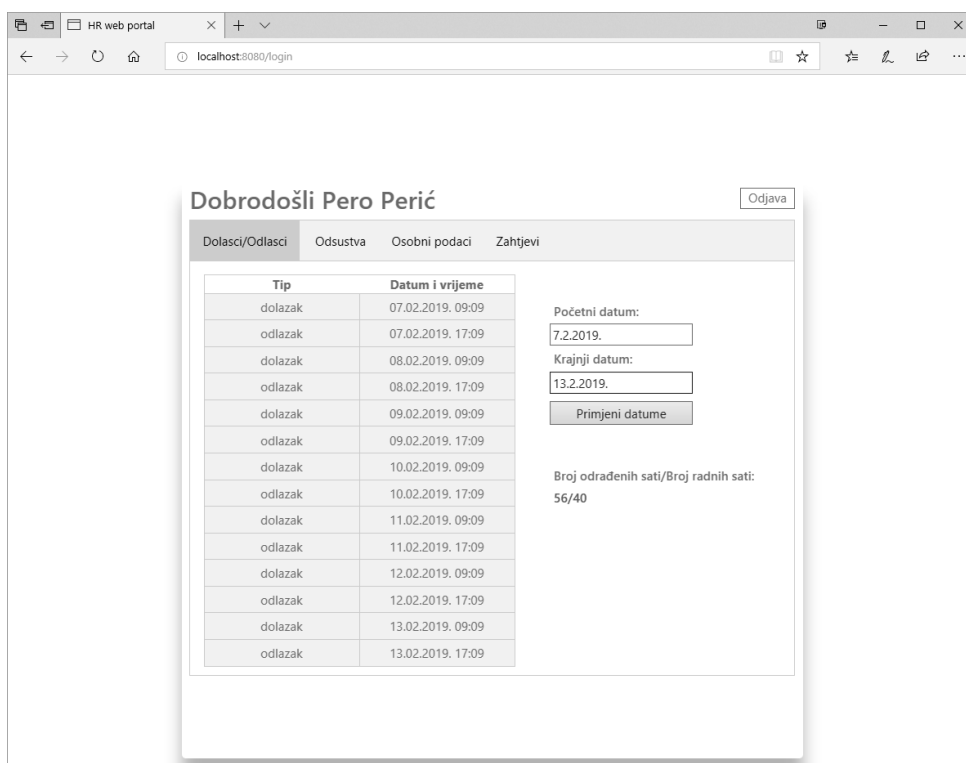 HR web portal
localhost:8080/login
Dobrodošli Pero Perić
Odjava
Dolasci/Odlasci Odsustva Osobni podaci Zahtjevi
Tip Datum i vrijeme
dolazak 07.02.2019. 09:09
odlazak 07.02.2019. 17:09
dolazak 08.02.2019. 09:09
odlazak 08.02.2019. 17:09
dolazak 09.02.2019. 09:09
odlazak 09.02.2019. 17:09
dolazak 10.02.2019. 09:09
odlazak 10.02.2019. 17:09
dolazak 11.02.2019. 09:09
odlazak 11.02.2019. 17:09
dolazak 12.02.2019. 09:09
odlazak 12.02.2019. 17:09
dolazak 13.02.2019. 09:09
odlazak 13.02.2019. 17:09
Početni datum:
7.2.2019.
Krajnji datum:
13.2.2019.
Primjeni datume
Broj odrađenih sati/Broj radnih sati:
56/40